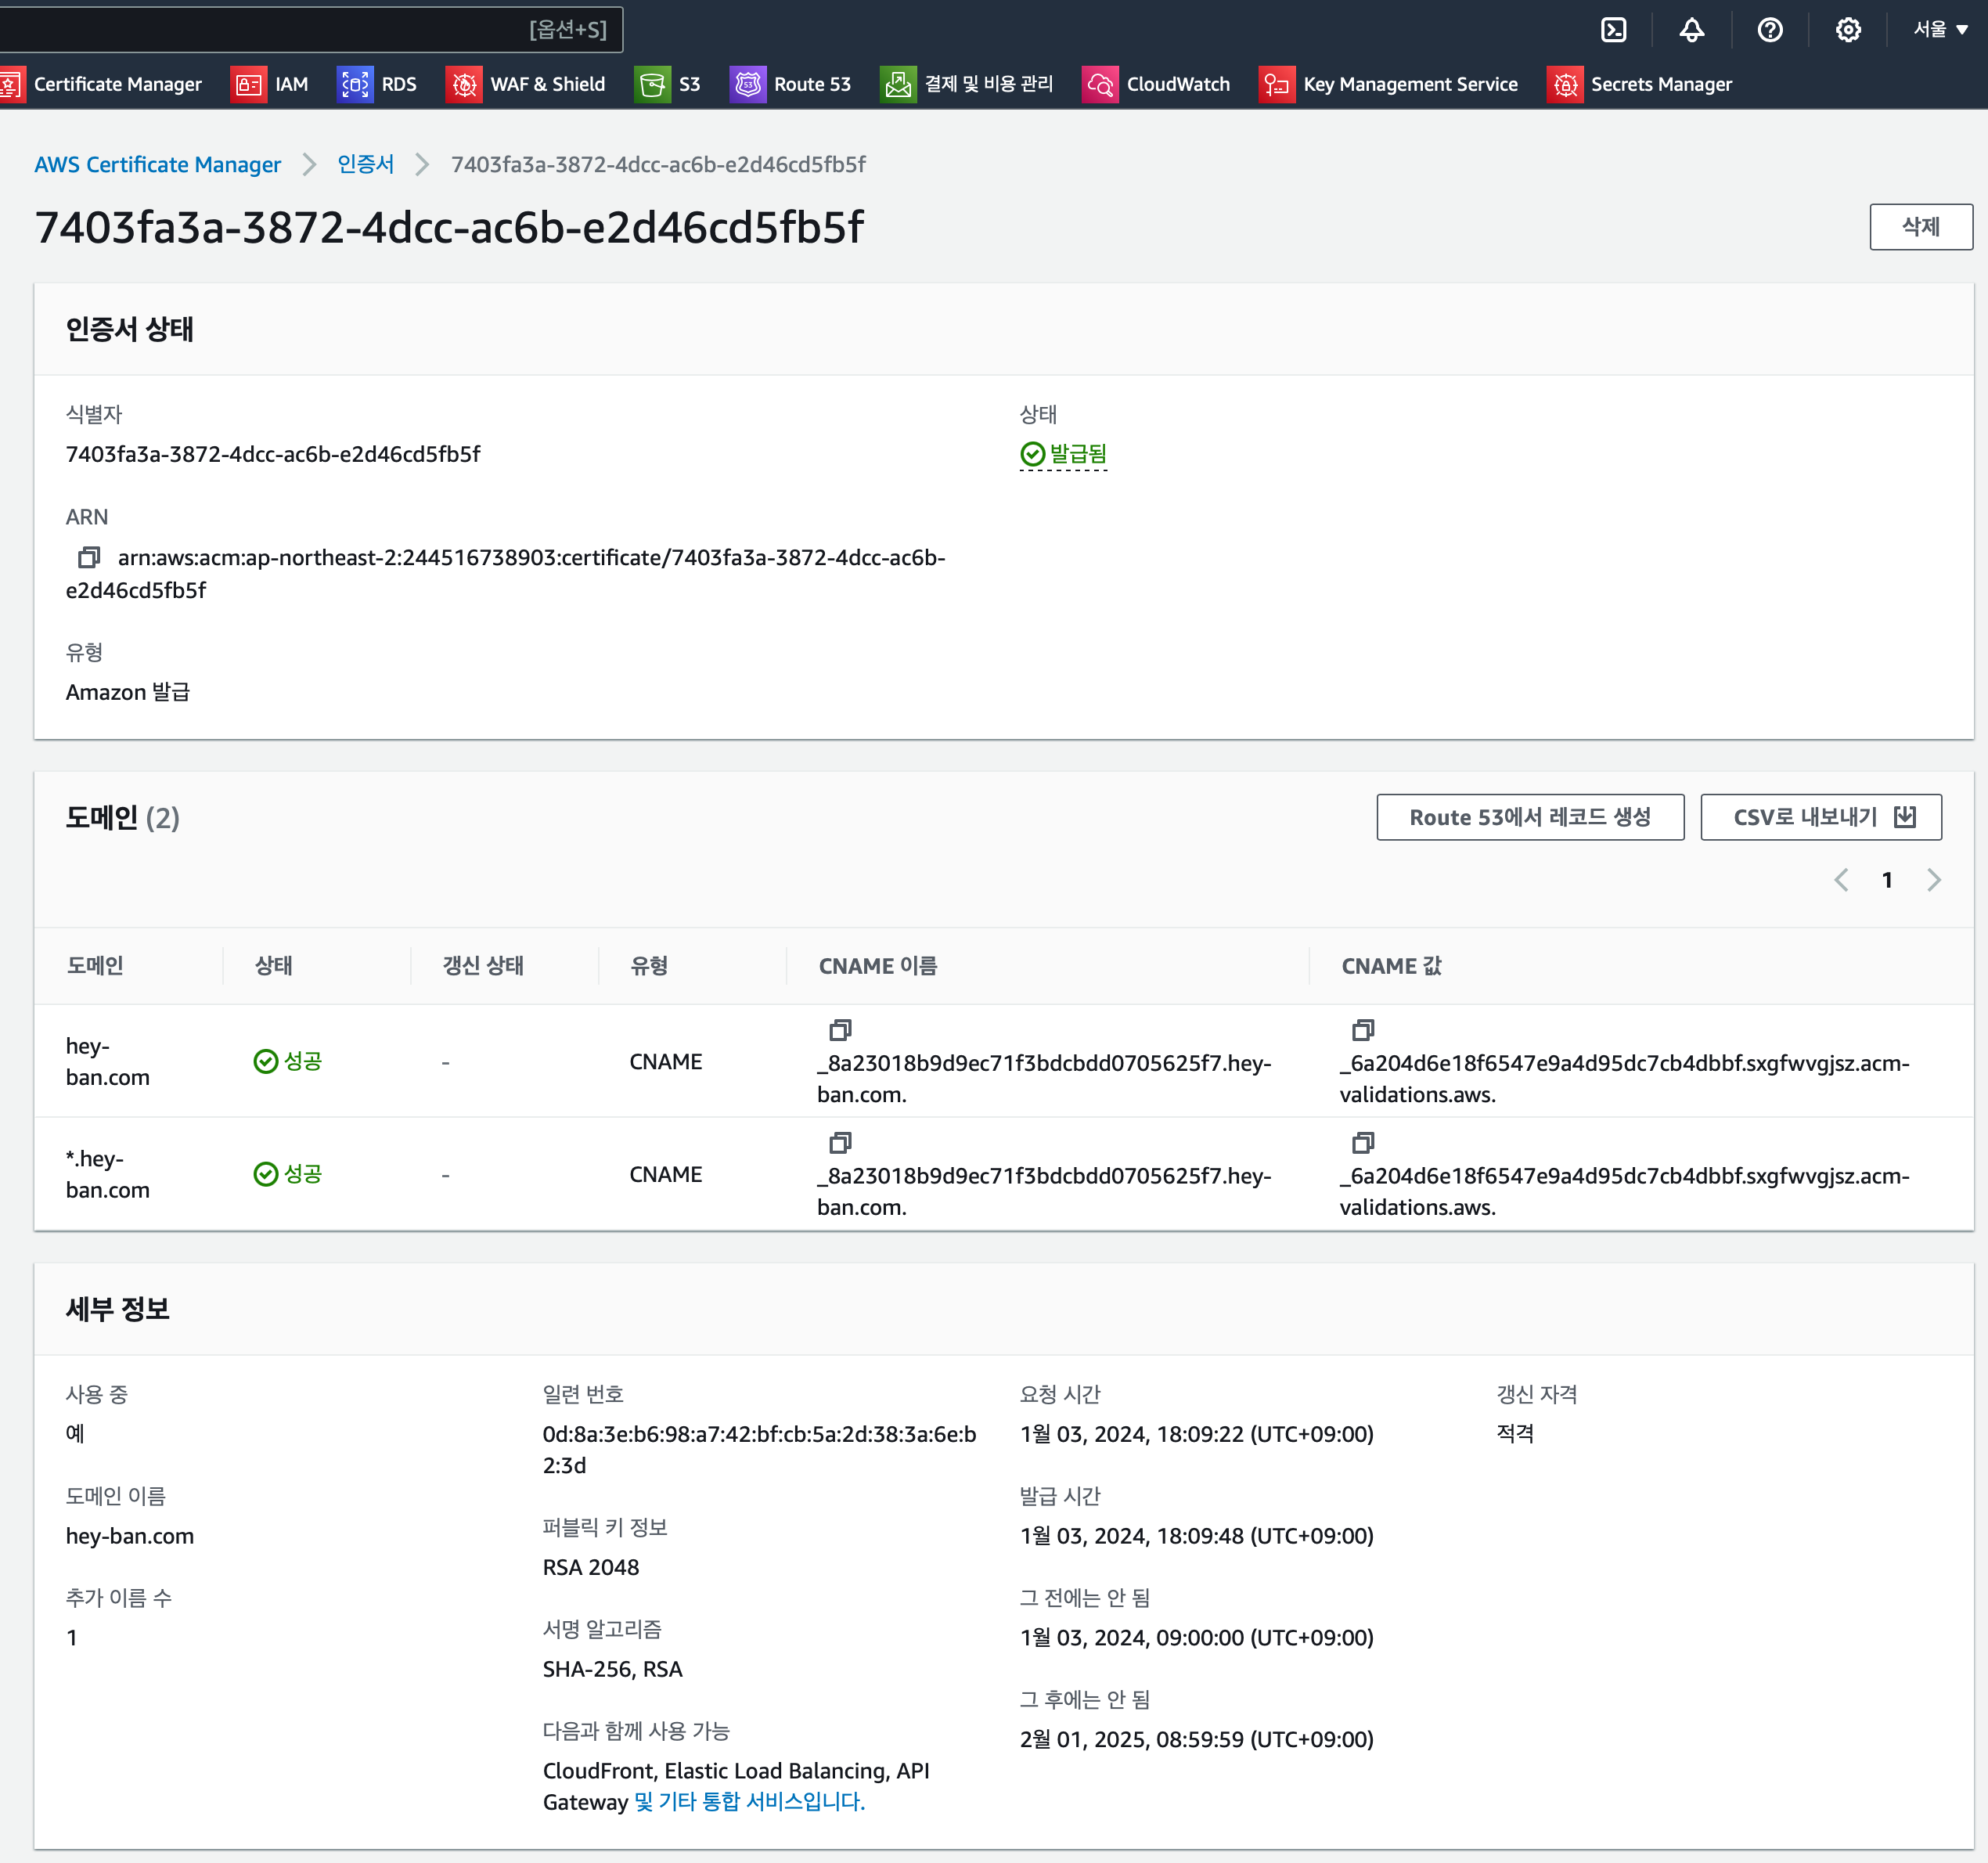 [옵션+S]
서울
Certificate Manager
IAM
RDS
WAF & Shield
S3
Route 53
결제 및 비용 관리
CloudWatch
Key Management Service
Secrets Manager
AWS Certificate Manager
인증서
7403fa3a-3872-4dcc-ac6b-e2d46cd5fb5f
7403fa3a-3872-4dcc-ac6b-e2d46cd5fb5f
삭제
인증서 상태
식별자
7403fa3a-3872-4dcc-ac6b-e2d46cd5fb5f
상태
발급됨
ARN
arn:aws:acm:ap-northeast-2:244516738903:certificate/7403fa3a-3872-4dcc-ac6b-
e2d46cd5fb5f
유형
Amazon 발급
도메인 (2)
Route 53에서 레코드 생성
CSV로 내보내기
1
도메인
상태
갱신 상태
유형
CNAME 이름
CNAME 값
hey-
ban.com
성공
-
CNAME
_8a23018b9d9ec71f3bdcbdd0705625f7.hey-
ban.com.
_6a204d6e18f6547e9a4d95dc7cb4dbbf.sxgfwvgjsz.acm-
validations.aws.
*.hey-
ban.com
성공
-
CNAME
_8a23018b9d9ec71f3bdcbdd0705625f7.hey-
ban.com.
_6a204d6e18f6547e9a4d95dc7cb4dbbf.sxgfwvgjsz.acm-
validations.aws.
세부 정보
사용 중
예
도메인 이름
hey-ban.com
추가 이름 수
1
일련 번호
0d:8a:3e:b6:98:a7:42:bf:cb:5a:2d:38:3a:6e:b
2:3d
퍼블릭 키 정보
RSA 2048
서명 알고리즘
SHA-256, RSA
다음과 함께 사용 가능
CloudFront, Elastic Load Balancing, API
Gateway 및 기타 통합 서비스입니다.
요청 시간
1월 03, 2024, 18:09:22 (UTC+09:00)
발급 시간
1월 03, 2024, 18:09:48 (UTC+09:00)
그 전에는 안 됨
1월 03, 2024, 09:00:00 (UTC+09:00)
그 후에는 안 됨
2월 01, 2025, 08:59:59 (UTC+09:00)
갱신 자격
적격